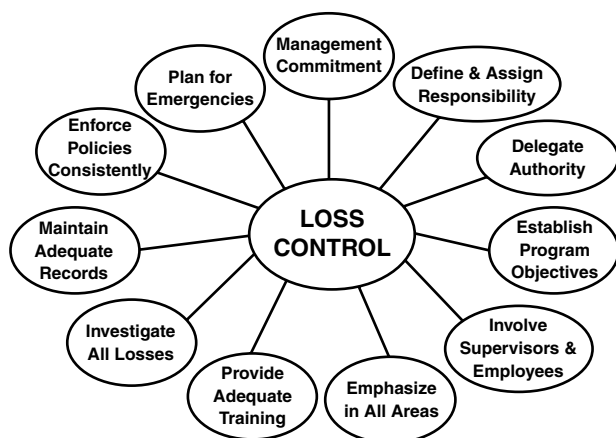 Management
Commitment
Define & Assign
Responsibility
Delegate
Authority
Establish
Program
Objectives
Involve
Supervisors &
Employees
Emphasize
in All Areas
Provide
Adequate
Training
Investigate
All Losses
Maintain
Adequate
Records
Enforce
Policies
Consistently
Plan for
Emergencies
LOSS
CONTROL